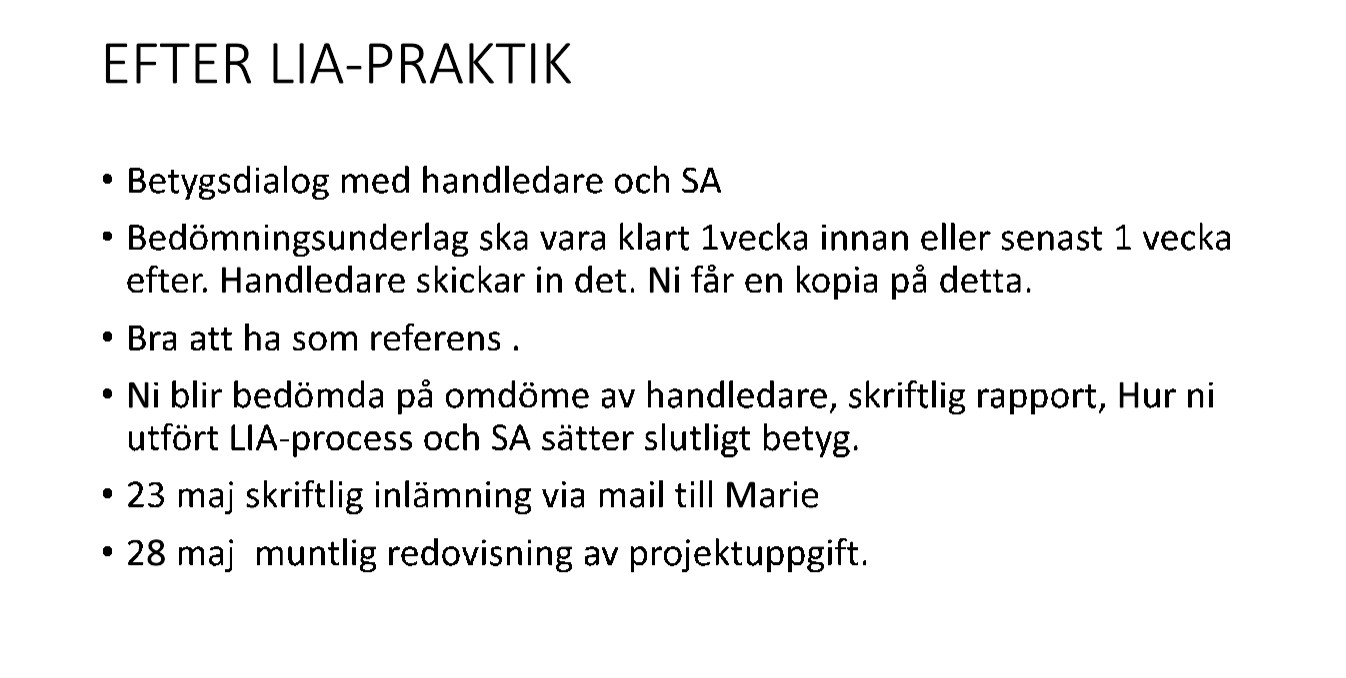 EFTER LIA-PRAKTIK
• Betygsdialog med handledare och SA
• Bedömningsunderlag ska vara klart 1vecka innan eller senast 1 vecka
efter. Handledare skickar in det. Ni får en kopia på detta.
• Bra att ha som referens .
• Ni blir bedömda på omdöme av handledare, skriftlig rapport, Hur ni
utfört LIA-process och SA sätter slutligt betyg.
• 23 maj skriftlig inlämning via mail till Marie
• 28 maj  muntlig redovisning av projektuppgift.